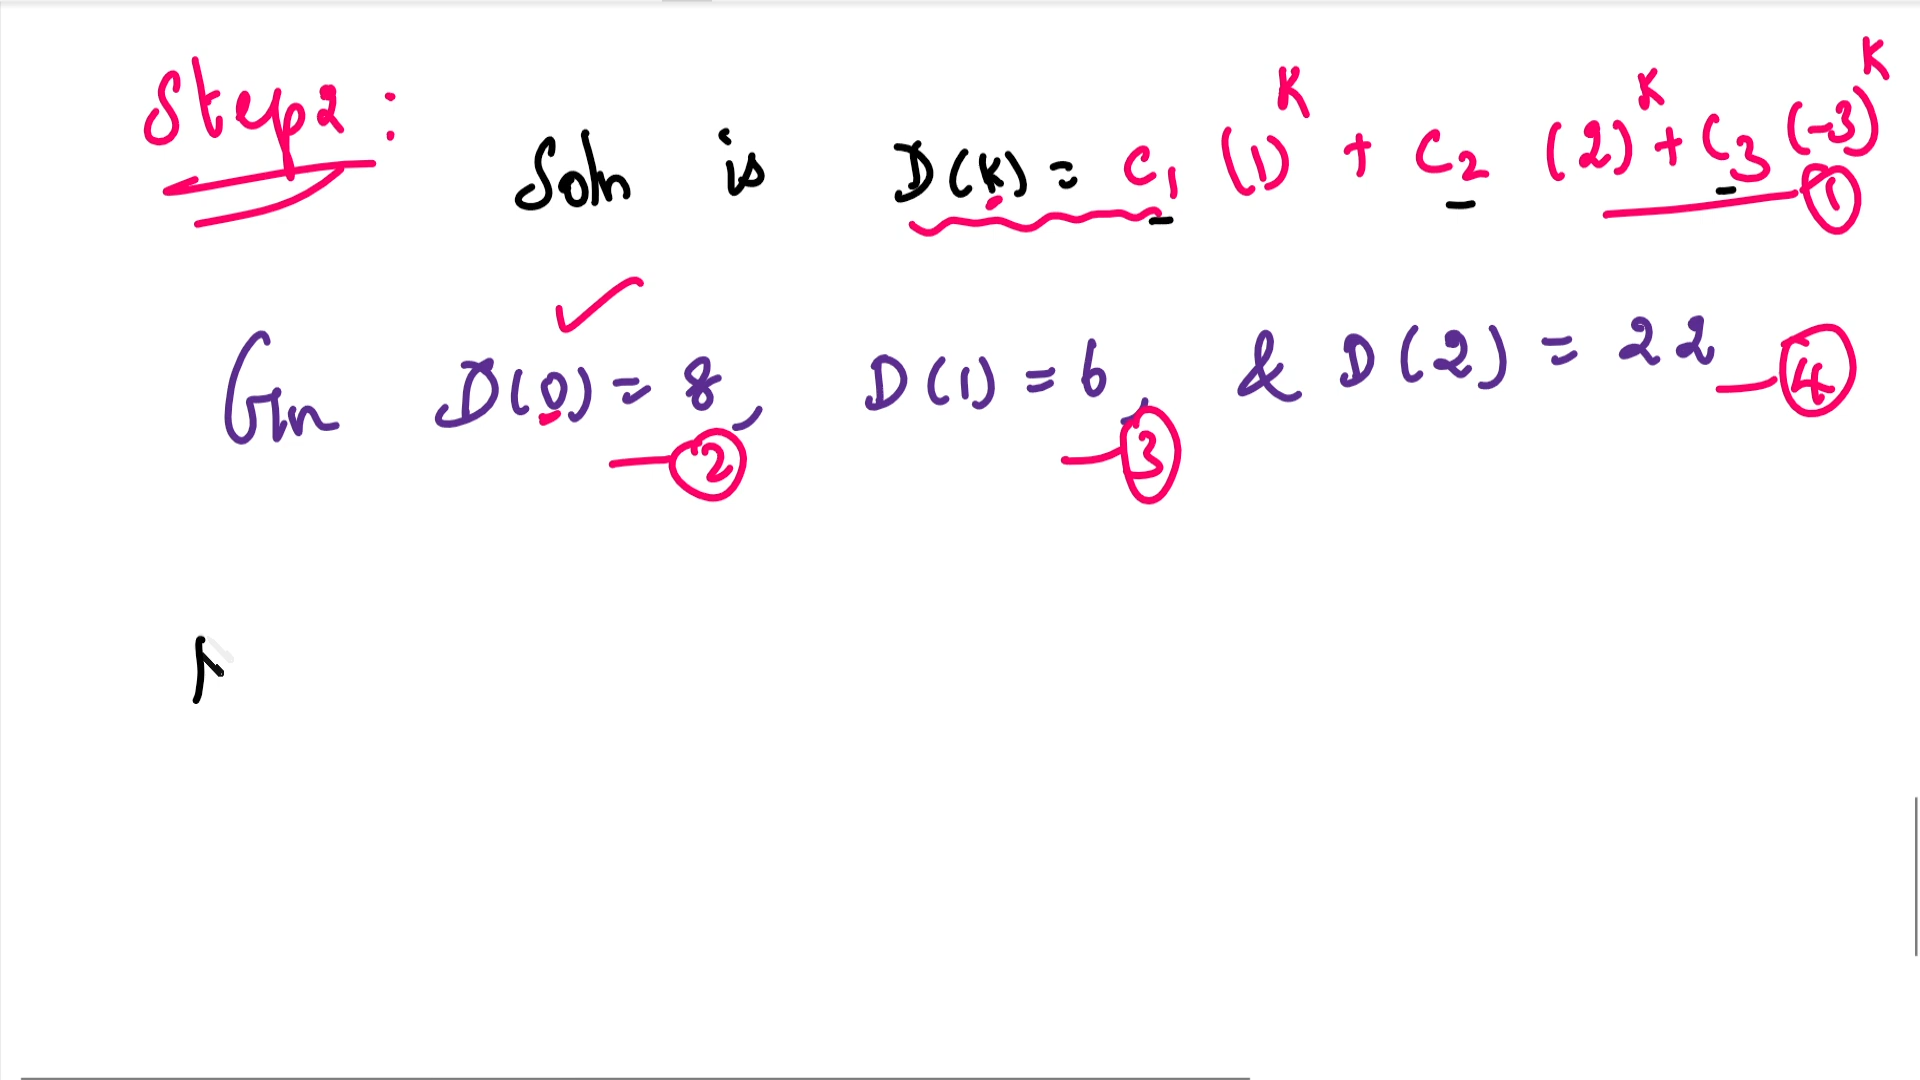 Step2 :
Soln is D(K) = C₁ (1)ᴷ + C₂ (2)ᴷ + C₃ (-3)ᴷ —①
Gn D(0) = 8, —② D(1) = 6, —③ & D(2) = 22 —④